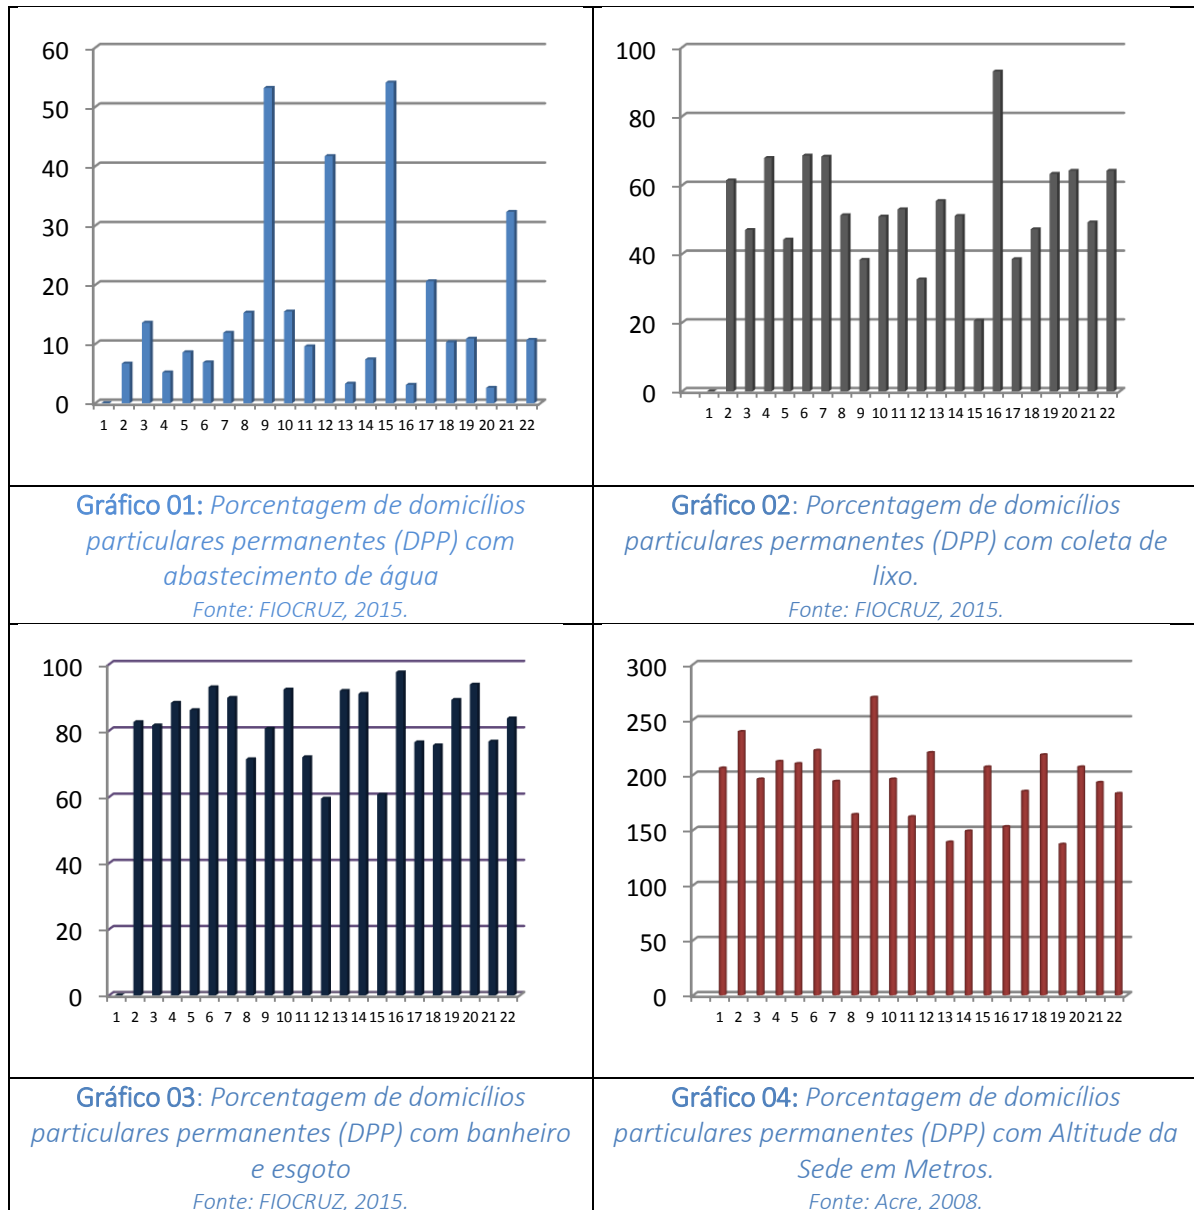 60
50
40
30
20
10
0
1 2 3 4 5 6 7 8 9 10 11 12 13 14 15 16 17 18 19 20 21 22
100
80
60
40
20
0
1 2 3 4 5 6 7 8 9 10 11 12 13 14 15 16 17 18 19 20 21 22
Gráfico 01: Porcentagem de domicílios
particulares permanentes (DPP) com
abastecimento de água
Fonte: FIOCRUZ, 2015.
Gráfico 02: Porcentagem de domicílios
particulares permanentes (DPP) com coleta de
lixo.
Fonte: FIOCRUZ, 2015.
100
80
60
40
20
0
1 2 3 4 5 6 7 8 9 10 11 12 13 14 15 16 17 18 19 20 21 22
300
250
200
150
100
50
0
1 2 3 4 5 6 7 8 9 10 11 12 13 14 15 16 17 18 19 20 21 22
Gráfico 03: Porcentagem de domicílios
particulares permanentes (DPP) com banheiro
e esgoto
Fonte: FIOCRUZ, 2015.
Gráfico 04: Porcentagem de domicílios
particulares permanentes (DPP) com Altitude da
Sede em Metros.
Fonte: Acre, 2008.